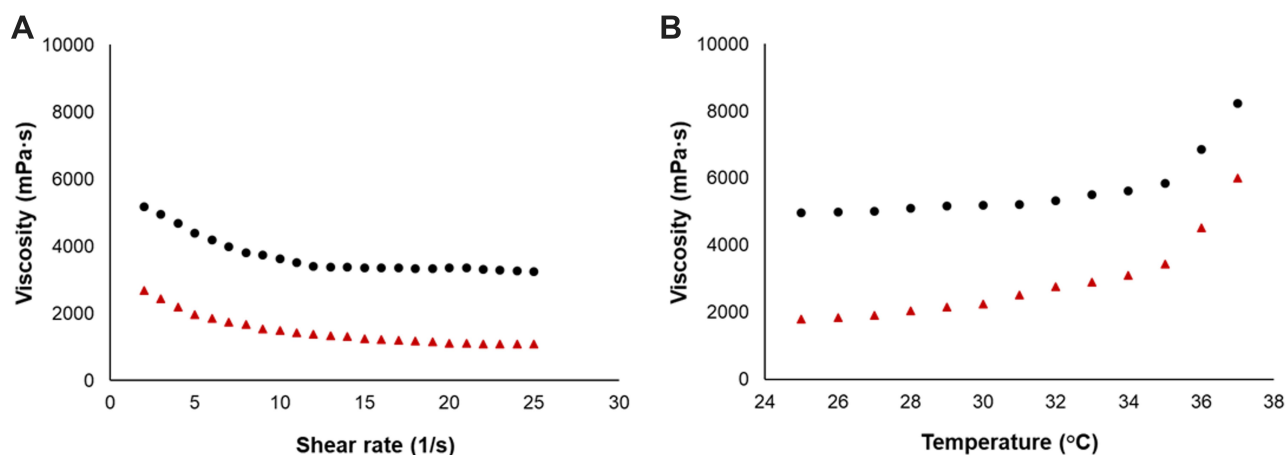 A
10000
8000
6000
4000
2000
0
Viscosity (mPa·s)
0 5 10 15 20 25 30
Shear rate (1/s)
B
10000
8000
6000
4000
2000
0
Viscosity (mPa·s)
24 26 28 30 32 34 36 38
Temperature (°C)